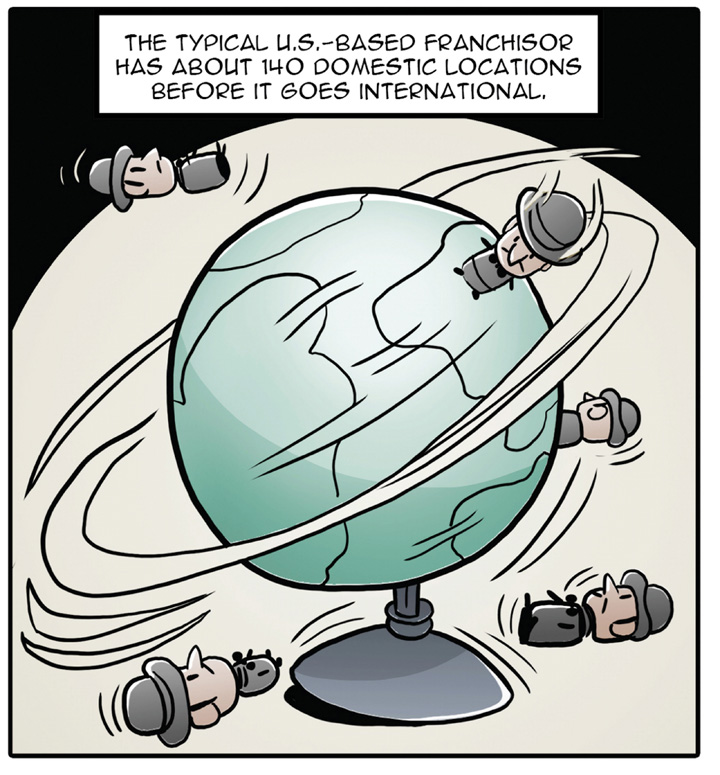 THE TYPICAL U.S.-BASED FRANCHISOR
HAS ABOUT 140 DOMESTIC LOCATIONS
BEFORE IT GOES INTERNATIONAL.